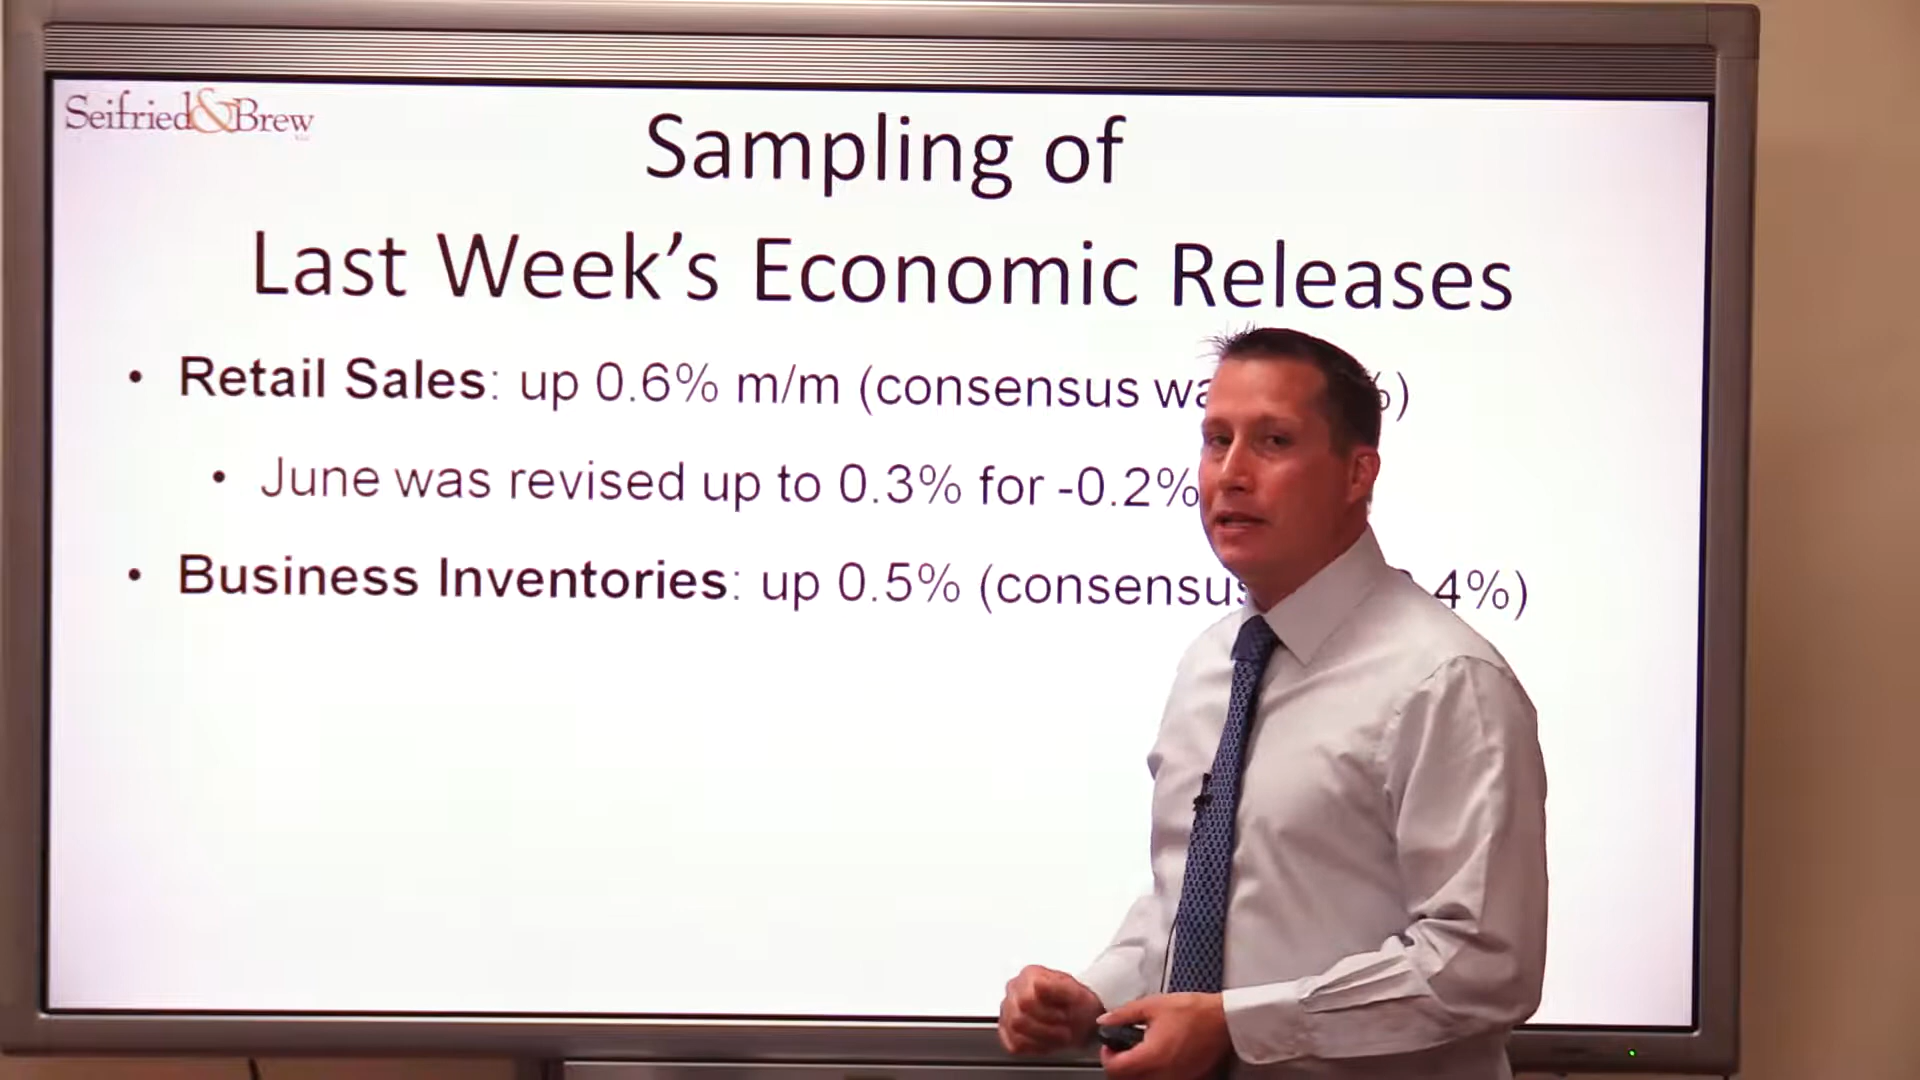 Seifried&Brew
Sampling of
Last Week's Economic Releases
• Retail Sales: up 0.6% m/m (consensus )
• June was revised up to 0.3% for -0.2%
• Business Inventories: up 0.5% (consensus 4%)